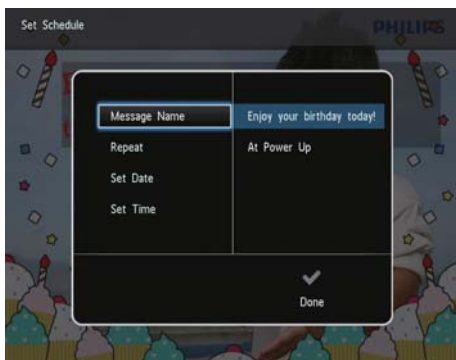 Set Schedule
PHILIPS
Message Name
Enjoy your birthday today!
Repeat
At Power Up
Set Date
Set Time
Done